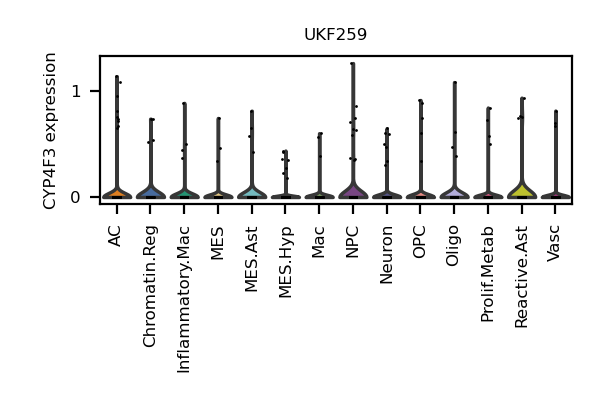 UKF259
CYP4F3 expression
1
0
AC
Chromatin.Reg
Inflammatory.Mac
MES
MES.Ast
MES.Hyp
Mac
NPC
Neuron
OPC
Oligo
Prolif.Metab
Reactive.Ast
Vasc